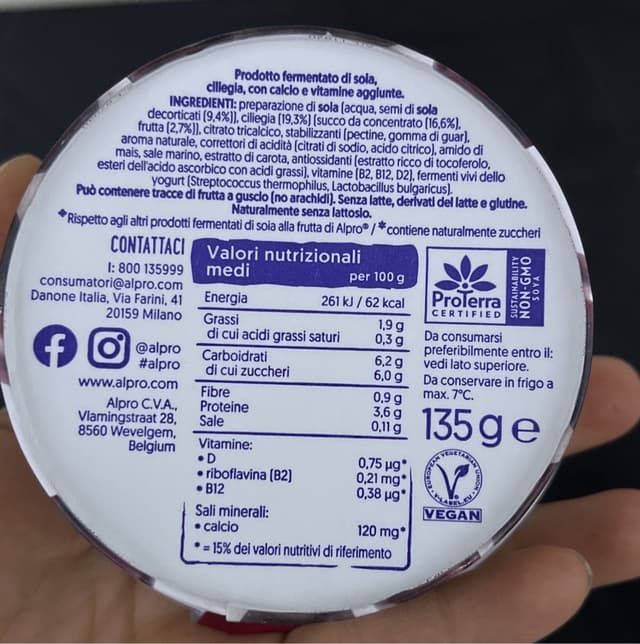 Prodotto fermentato di soia,
ciliegia, con calcio e vitamine aggiunte.
INGREDIENTI: preparazione di soia (acqua, semi di soia
decorticati (9,4%)), ciliegia (19,3%) (succo da concentrato (16,6%),
frutta (2,7%)), citrato tricalcico, stabilizzanti (pectine, gomma di guar),
aroma naturale, correttori di acidità (citrati di sodio, acido citrico), amido di
mais, sale marino, estratto di carota, antiossidanti (estratto ricco di tocoferolo,
esteri dell'acido ascorbico con acidi grassi), vitamine (B2, B12, D2), fermenti vivi dello
yogurt (Streptococcus thermophilus, Lactobacillus bulgaricus).
Può contenere tracce di frutta a guscio (no arachidi). Senza latte, derivati del latte e glutine.
Naturalmente senza lattosio.
*Rispetto agli altri prodotti fermentati di soia alla frutta di Alpro® / *contiene naturalmente zuccheri
CONTATTACI
I: 800 135999
consumatori@alpro.com
Danone Italia, Via Farini, 41
20159 Milano
@alpro
#alpro
www.alpro.com
Alpro C.V.A.,
Vlamingstraat 28,
8560 Wevelgem,
Belgium
Valori nutrizionali
medi per 100 g
Energia 261 kJ / 62 kcal
Grassi 1,9 g
di cui acidi grassi saturi 0,3 g
Carboidrati 6,2 g
di cui zuccheri 6,0 g
Fibre 0,9 g
Proteine 3,6 g
Sale 0,11 g
Vitamine:
• D 0,75 µg*
• riboflavina (B2) 0,21 mg*
• B12 0,38 µg*
Sali minerali:
• calcio 120 mg*
* = 15% dei valori nutritivi di riferimento
ProTerra
CERTIFIED
SUSTAINABILITY
NON-GMO
SOYA
Da consumarsi
preferibilmente entro il:
vedi lato superiore.
Da conservare in frigo a
max. 7°C.
135 g e
EUROPEAN VEGETARIAN UNION
V-LABEL.EU
VEGAN